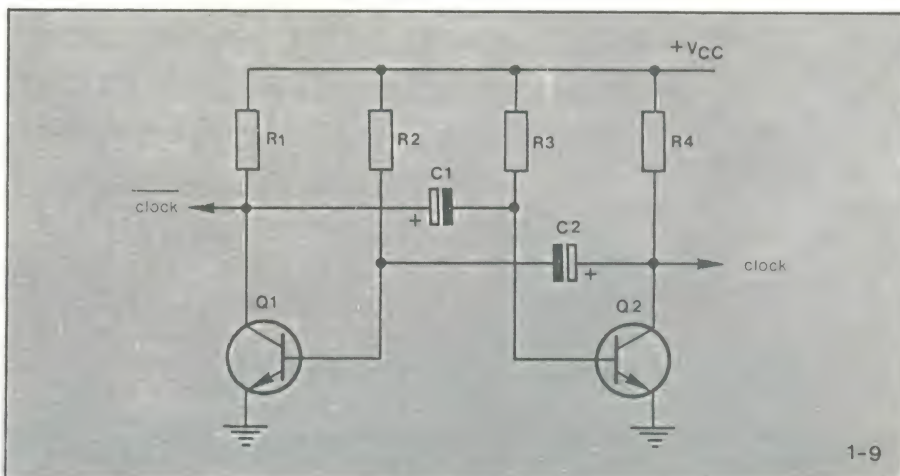 +VCC
R1
R2
R3
R4
C1
clock
+
C2
+
clock
Q1
Q2
1-9